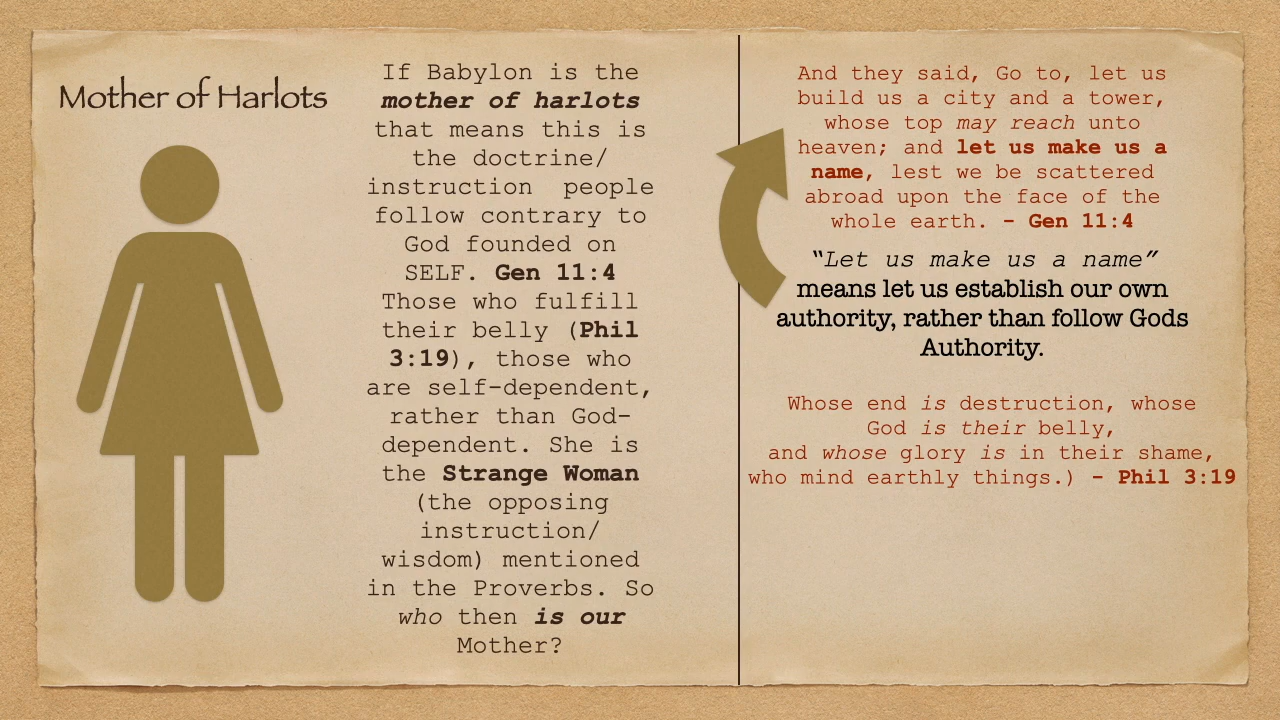 Mother of Harlots
If Babylon is the
mother of harlots
that means this is
the doctrine/
instruction  people
follow contrary to
God founded on
SELF. Gen 11:4
Those who fulfill
their belly (Phil
3:19), those who
are self-dependent,
rather than God-
dependent. She is
the Strange Woman
(the opposing
instruction/
wisdom) mentioned
in the Proverbs. So
who then is our
Mother?
And they said, Go to, let us
build us a city and a tower,
whose top may reach unto
heaven; and let us make us a
name, lest we be scattered
abroad upon the face of the
whole earth. - Gen 11:4
“Let us make us a name”
means let us establish our own
authority, rather than follow Gods
Authority.
Whose end is destruction, whose
God is their belly,
and whose glory is in their shame,
who mind earthly things.) - Phil 3:19